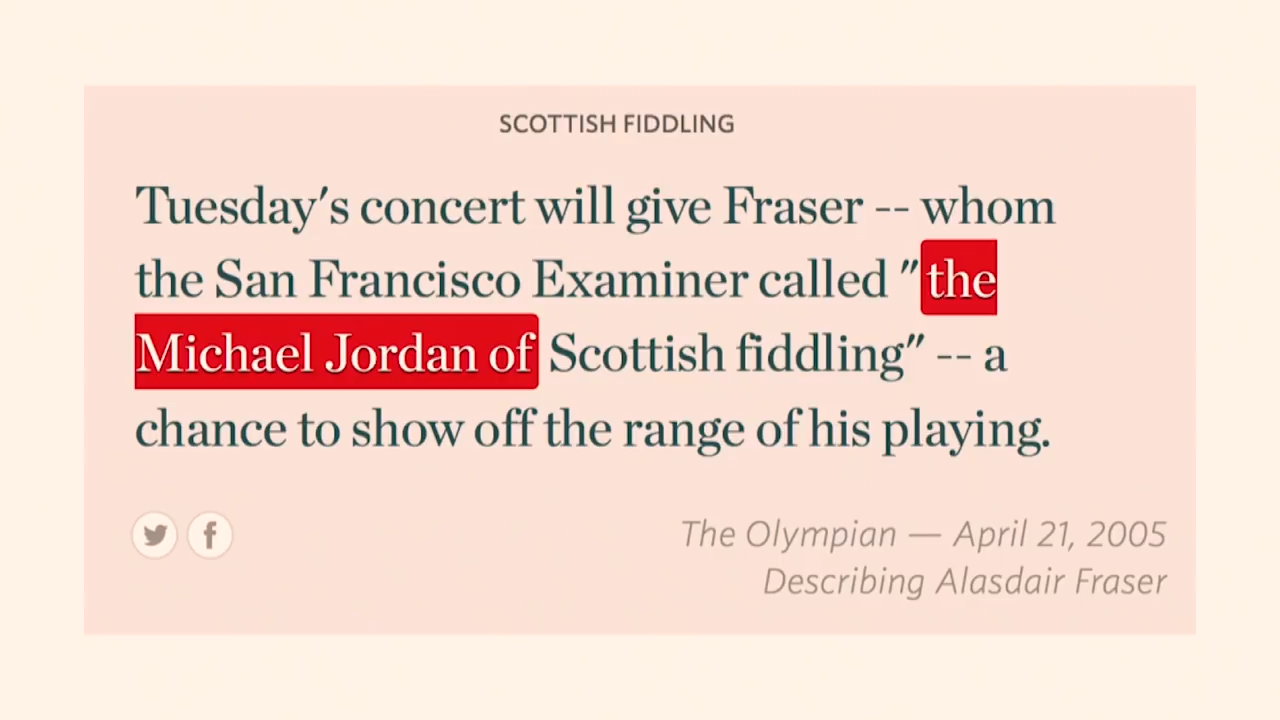 SCOTTISH FIDDLING
Tuesday's concert will give Fraser -- whom
the San Francisco Examiner called "the
Michael Jordan of Scottish fiddling" -- a
chance to show off the range of his playing.
The Olympian — April 21, 2005
Describing Alasdair Fraser